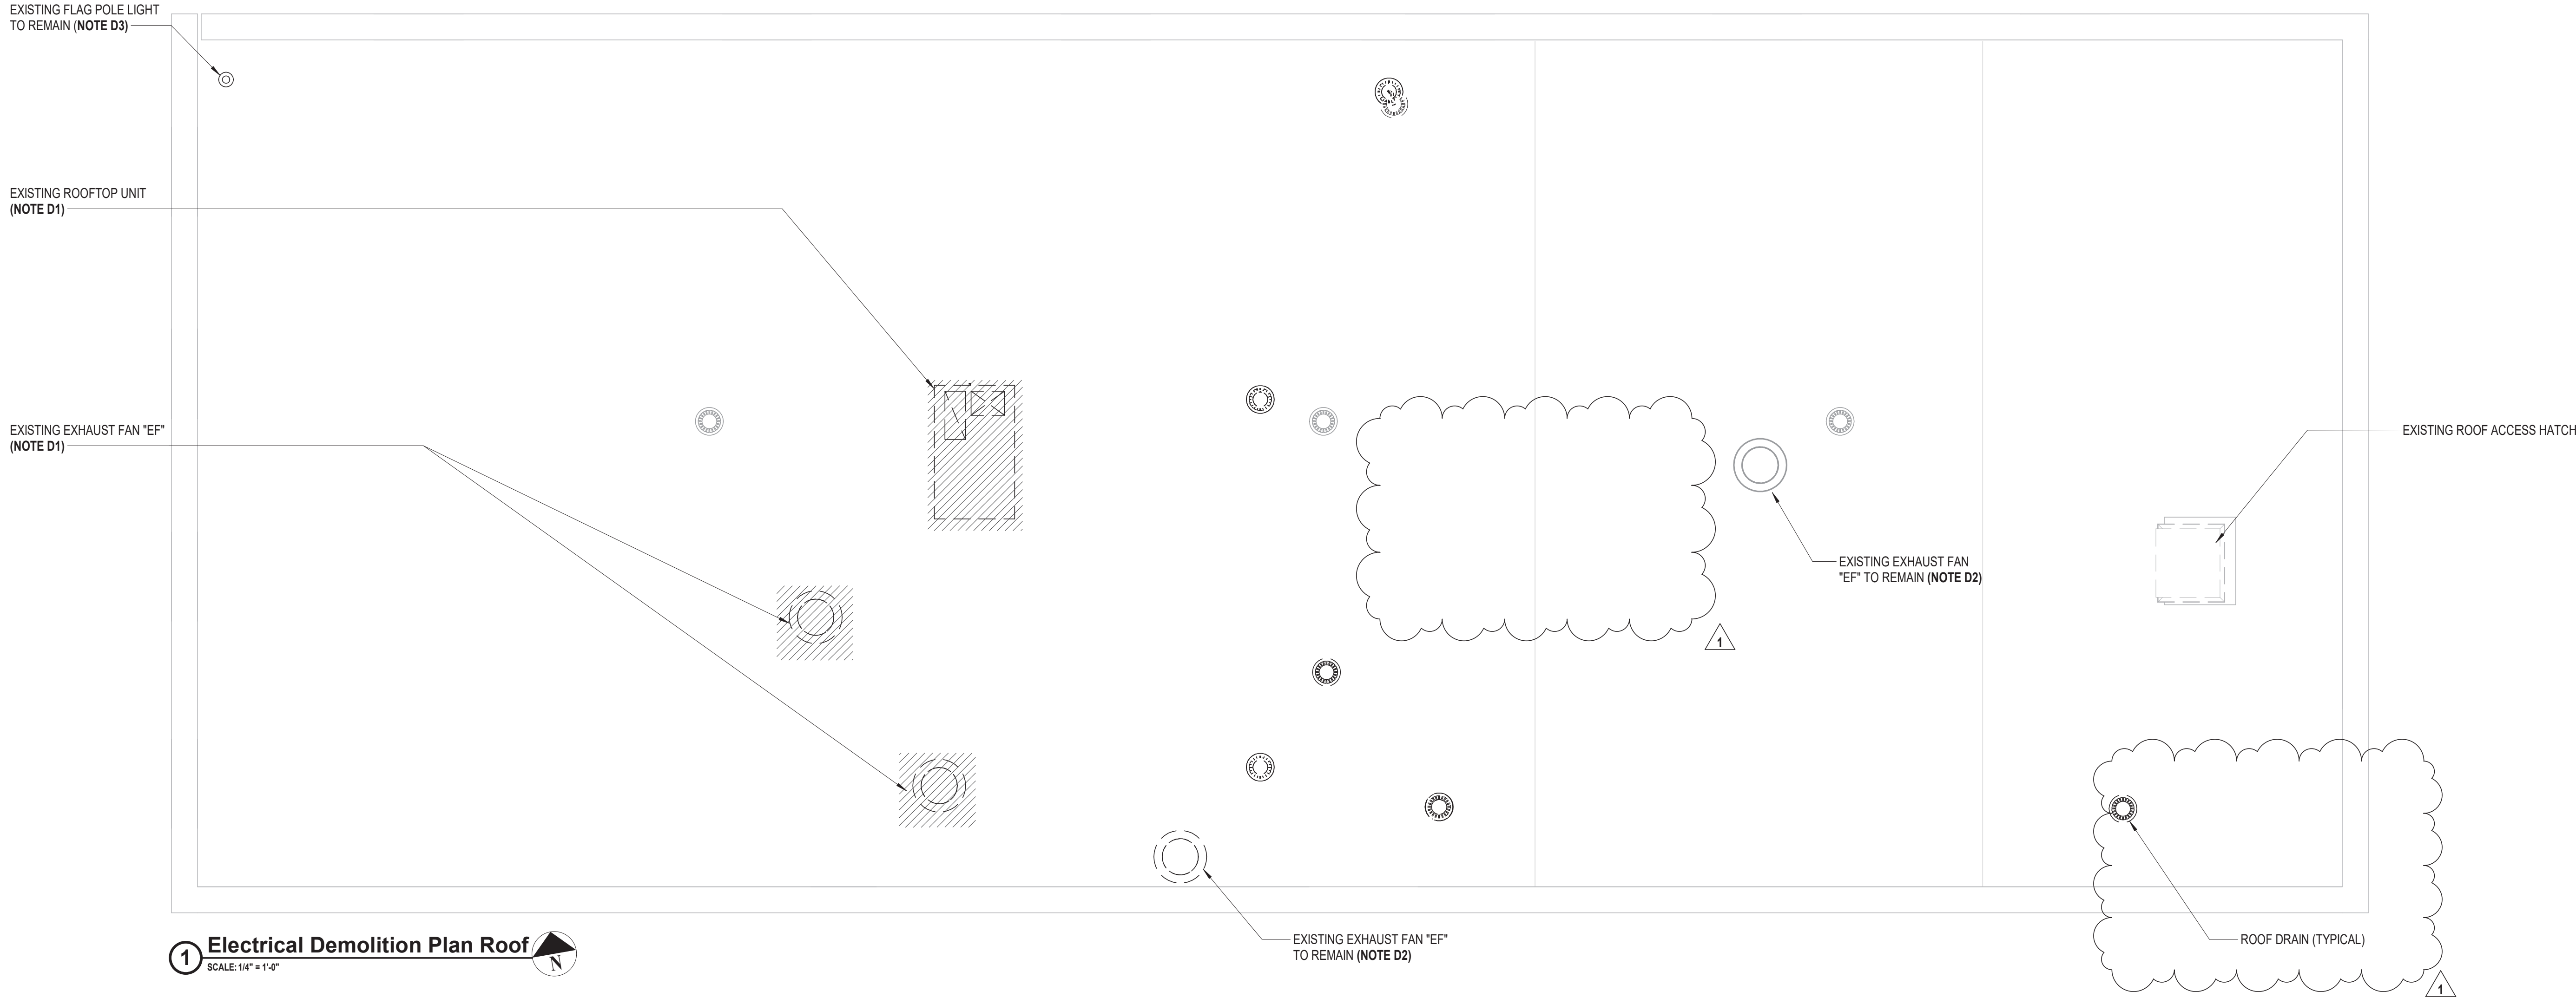 EXISTING FLAG POLE LIGHT
TO REMAIN (NOTE D3)
EXISTING ROOFTOP UNIT
(NOTE D1)
EXISTING EXHAUST FAN "EF"
(NOTE D1)
EXISTING ROOF ACCESS HATCH
EXISTING EXHAUST FAN
"EF" TO REMAIN (NOTE D2)
1
EXISTING EXHAUST FAN "EF"
TO REMAIN (NOTE D2)
ROOF DRAIN (TYPICAL)
1
1
Electrical Demolition Plan Roof
SCALE: 1/4" = 1'-0"
N